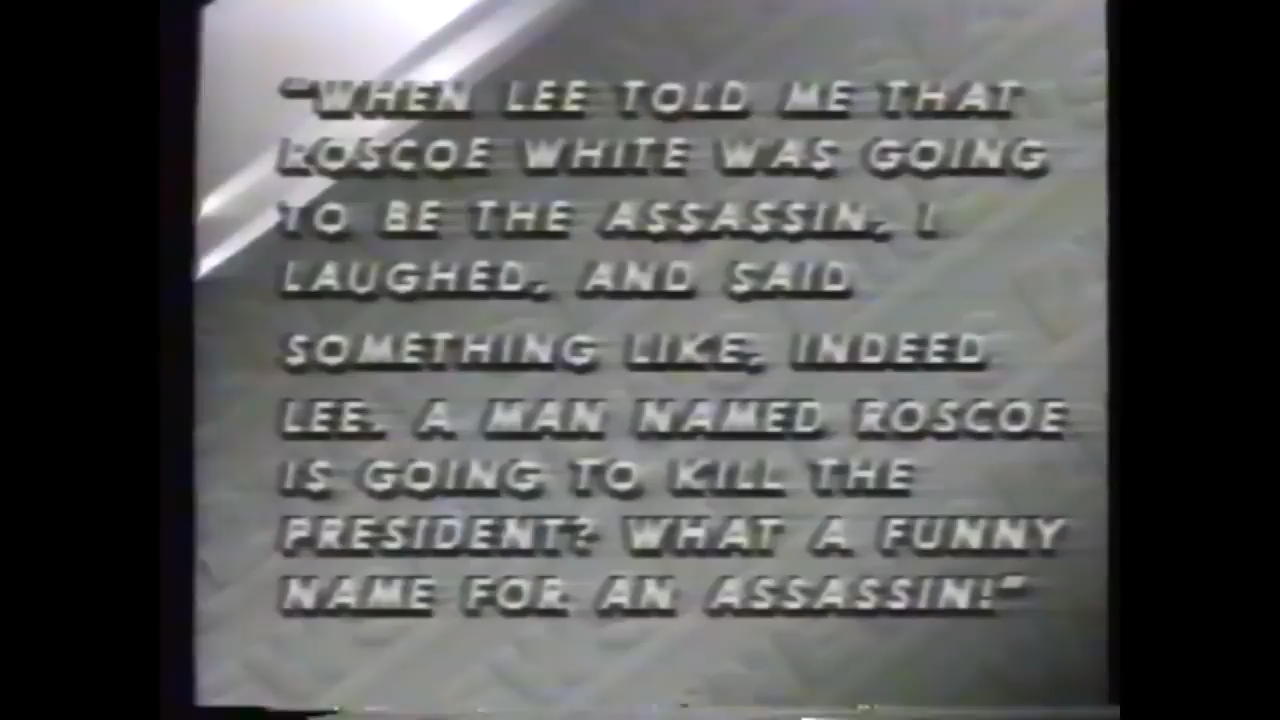 "WHEN LEE TOLD ME THAT
ROSCOE WHITE WAS GOING
TO BE THE ASSASSIN, I
LAUGHED, AND SAID
SOMETHING LIKE, INDEED
LEE. A MAN NAMED ROSCOE
IS GOING TO KILL THE
PRESIDENT? WHAT A FUNNY
NAME FOR AN ASSASSIN!"